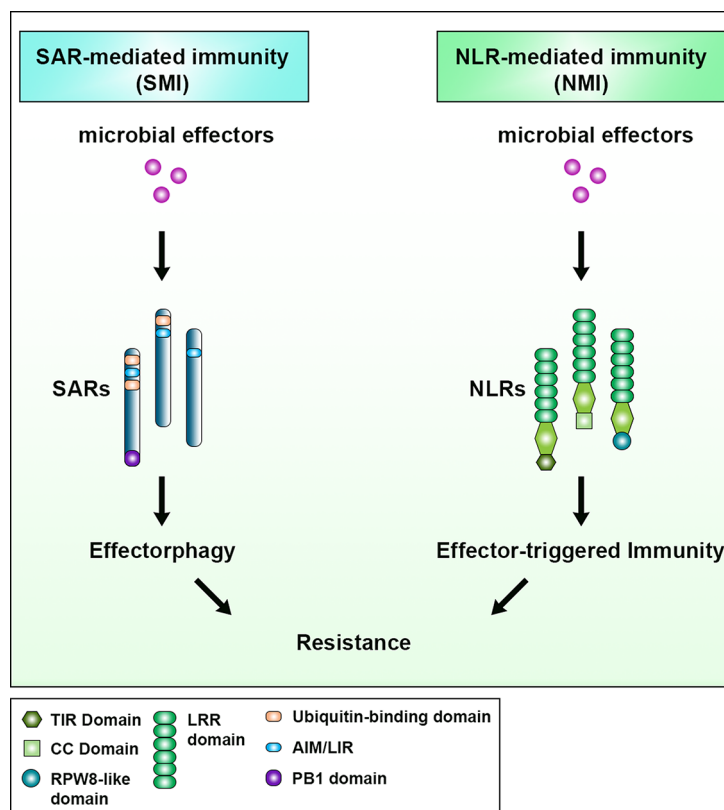 SAR-mediated immunity
(SMI)
NLR-mediated immunity
(NMI)
microbial effectors
microbial effectors
SARs
NLRs
Effectorphagy
Effector-triggered Immunity
Resistance
TIR Domain
CC Domain
RPW8-like
domain
LRR
domain
Ubiquitin-binding domain
AIM/LIR
PB1 domain